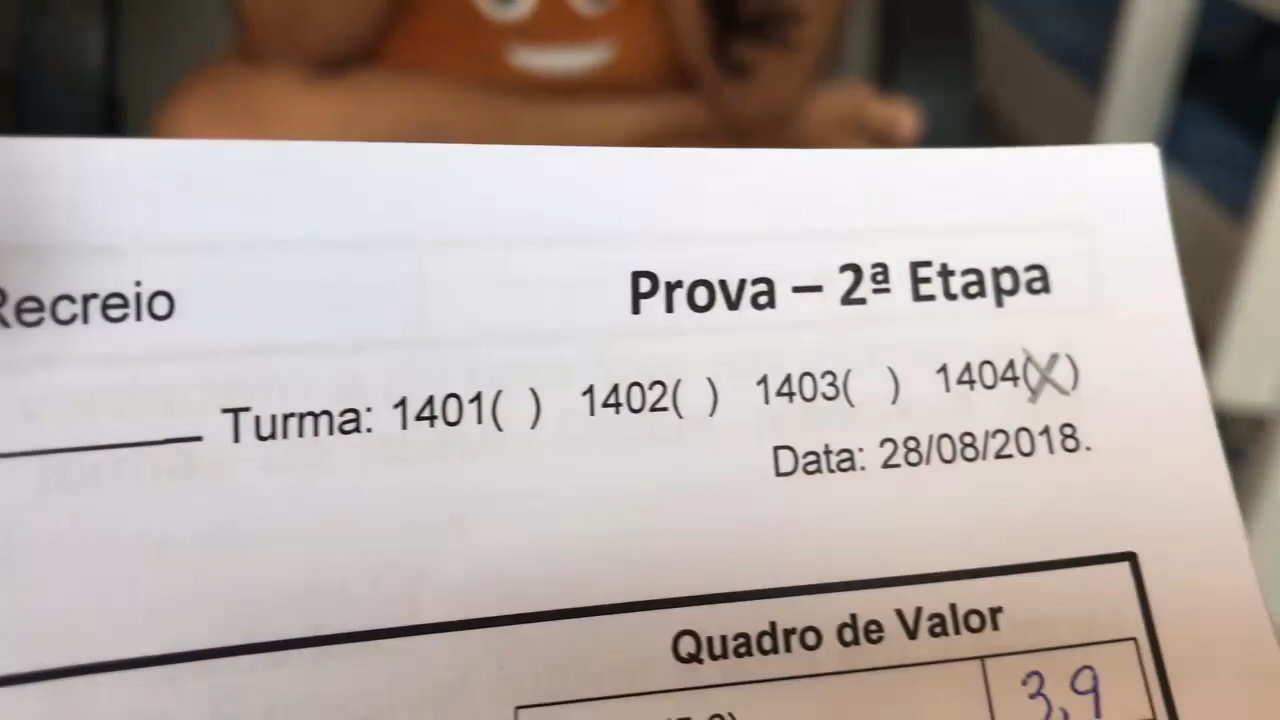 Recreio
Prova – 2ª Etapa
Turma: 1401( ) 1402( ) 1403( ) 1404(X)
Data: 28/08/2018.
Quadro de Valor
3,9